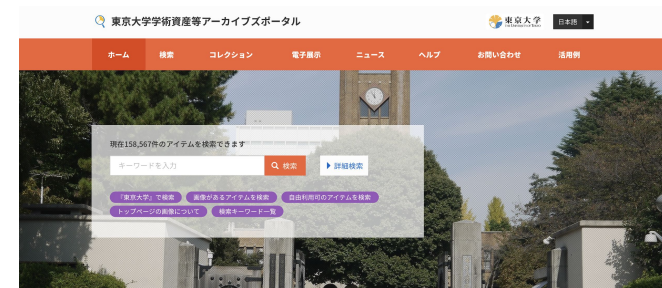 東京大学学術資産等アーカイブズポータル
東京大学
日本語
ホーム 検索 コレクション 電子展示 ニュース ヘルプ お問い合わせ 活用例
現在158,567件のアイテムを検索できます
キーワードを入力 検索 詳細検索
『東京大学』で検索 画像があるアイテムを検索 自由利用可のアイテムを検索
トップページの画像について 検索キーワード一覧